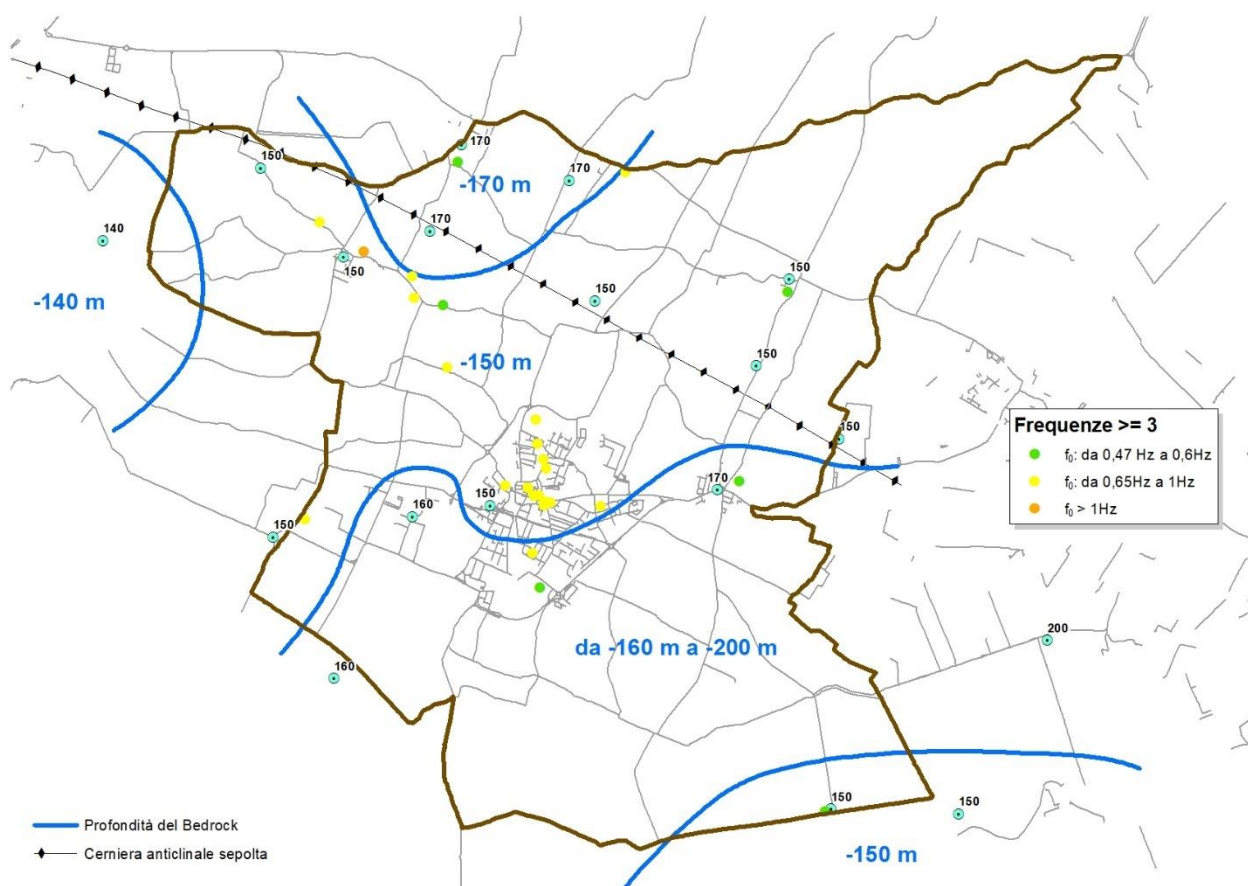 170
150
170
-170 m
170
140
150
150
150
-140 m
-150 m
150
150
Frequenze >= 3
f₀: da 0,47 Hz a 0,6Hz
f₀: da 0,65Hz a 1Hz
f₀ > 1Hz
170
150
160
150
200
da -160 m a -200 m
160
150
150
Profondità del Bedrock
Cerniera anticlinale sepolta
-150 m